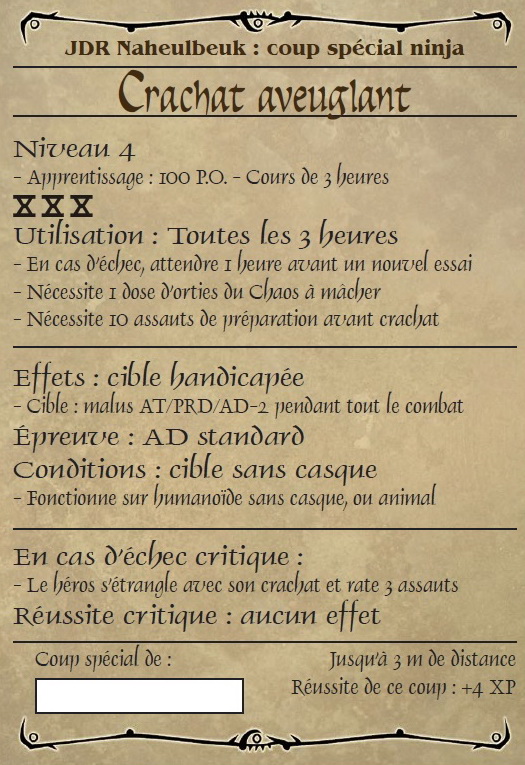 JDR Naheulbeuk : coup spécial ninja
Crachat aveuglant
Niveau 4
- Apprentissage : 100 P.O. - Cours de 3 heures
X X X
Utilisation : Toutes les 3 heures
- En cas d'échec, attendre 1 heure avant un nouvel essai
- Nécessite 1 dose d'orties du Chaos à mâcher
- Nécessite 10 assauts de préparation avant crachat
Effets : cible handicapée
- Cible : malus AT/PRD/AD-2 pendant tout le combat
Épreuve : AD standard
Conditions : cible sans casque
- Fonctionne sur humanoïde sans casque, ou animal
En cas d'échec critique :
- Le héros s'étrangle avec son crachat et rate 3 assauts
Réussite critique : aucun effet
Coup spécial de :
Jusqu'à 3 m de distance
Réussite de ce coup : +4 XP